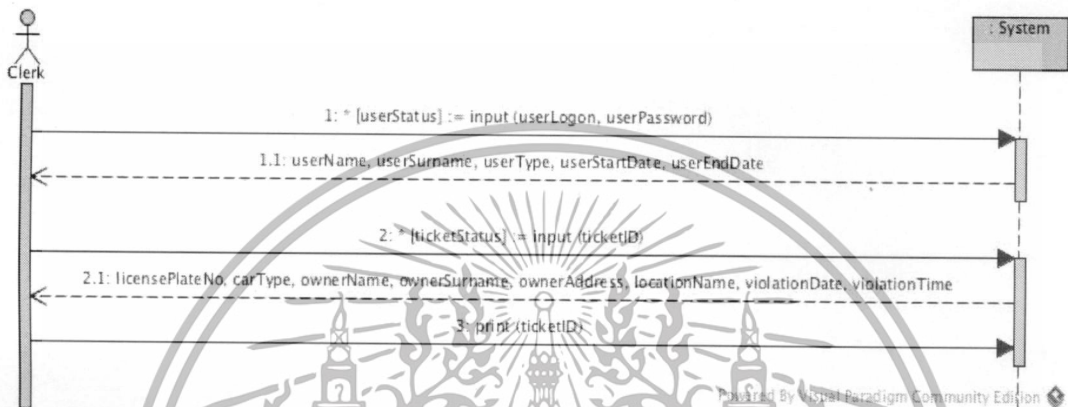 : System
Clerk
1: * [userStatus] := input (userLogon, userPassword)
1.1: userName, userSurname, userType, userStartDate, userEndDate
2: * [ticketStatus] := input (ticketID)
2.1: licensePlateNo, carType, ownerName, ownerSurname, ownerAddress, locationName, violationDate, violationTime
3: print (ticketID)
Powered By Visual Paradigm Community Edition